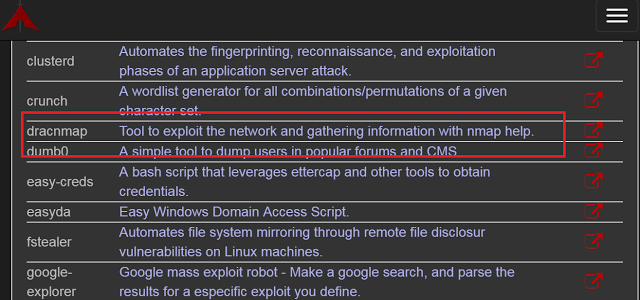 clusterd Automates the fingerprinting, reconnaissance, and exploitation
phases of an application server attack.
crunch A wordlist generator for all combinations/permutations of a given
character set.
dracnmap Tool to exploit the network and gathering information with nmap help.
dumb0 A simple tool to dump users in popular forums and CMS.
easy-creds A bash script that leverages ettercap and other tools to obtain
credentials.
easyda Easy Windows Domain Access Script.
fstealer Automates file system mirroring through remote file disclosur
vulnerabilities on Linux machines.
google-
explorer Google mass exploit robot - Make a google search, and parse the
results for a especific exploit you define.